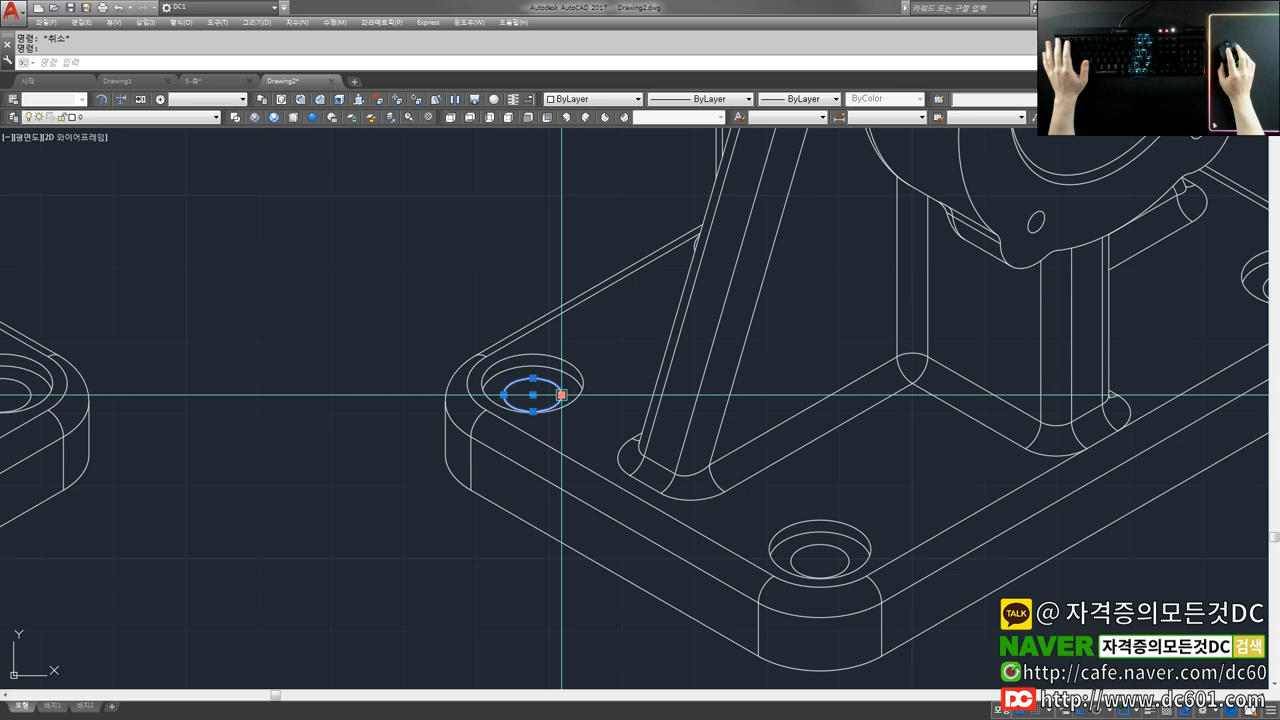 Autodesk AutoCAD 2017 Drawing2.dwg
DC1
키워드 또는 구절 입력
파일(F) 편집(E) 뷰(V) 삽입(I) 형식(O) 도구(T) 그리기(D) 치수(N) 수정(M) 파라메트릭(P) Express 윈도우(W) 도움말(H)
명령: *취소*
명령:
명령 입력
시작 Drawing1 Drawing2*
ByLayer ByLayer ByLayer ByColor
0
[-][평면도][2D 와이어프레임]
Y
X
TALK @ 자격증의모든것DC
NAVER 자격증의모든것DC 검색
http://cafe.naver.com/dc60
DC http://www.dc601.com
모형 배치1 배치2